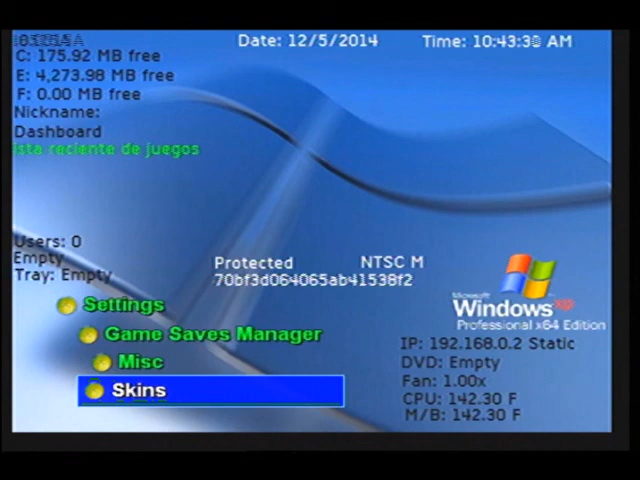 Date: 12/5/2014
Time: 10:43:30 AM
C: 175.92 MB free
E: 4,273.98 MB free
F: 0.00 MB free
Nickname:
Dashboard
ista reciente de juegos
Users: 0
Empty
Tray: Empty
Protected
NTSC M
70bf3d064065ab41538f2
Settings
Game Saves Manager
Misc
Skins
Microsoft
Windows xp
Professional x64 Edition
IP: 192.168.0.2 Static
DVD: Empty
Fan: 1.00x
CPU: 142.30 F
M/B: 142.30 F